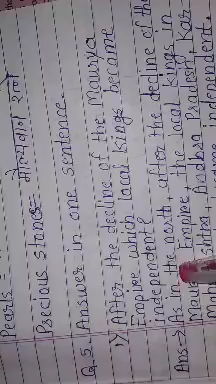 Pearls -
Precious stones मौल्यवान रत्ने
Q.5. Answer in one sentence.
1) After the decline of the Maurya
Empire which local kings become
independent?
Ans→ As in the north after the decline of the
Empire, the local kings in
Andhra Pradesh, Kar
independent.